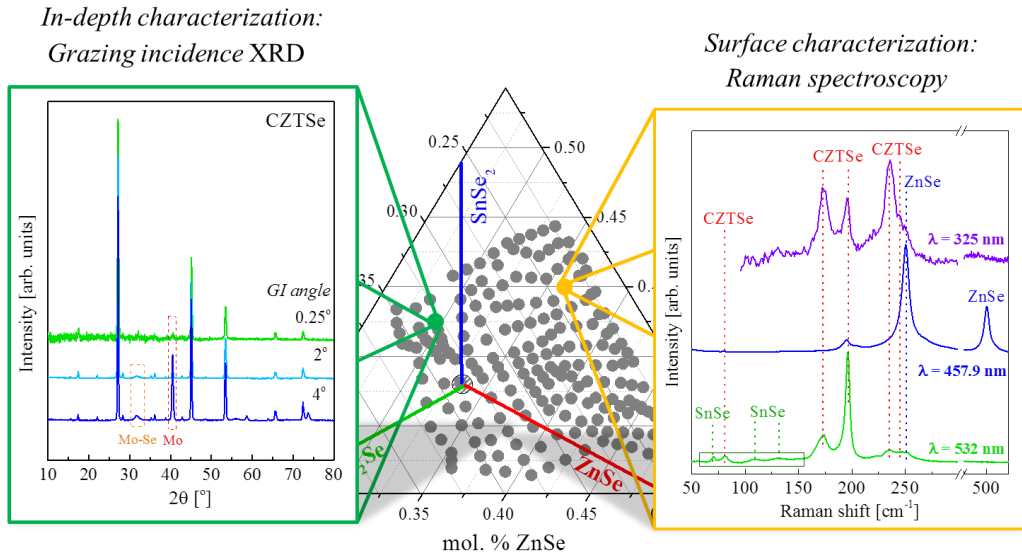 In-depth characterization:
Grazing incidence XRD
Surface characterization:
Raman spectroscopy
CZTSe
GI angle
0.25°
2°
4°
Mo-Se
Mo
Intensity [arb. units]
10 20 30 40 50 60 70 80
2θ [°]
0.25
0.30
0.50
0.45
SnSe2
ZnSe
0.35 0.40 0.45
mol. % ZnSe
CZTSe
CZTSe
ZnSe
CZTSe
λ = 325 nm
ZnSe
λ = 457.9 nm
SnSe
SnSe
λ = 532 nm
Intensity [arb. units]
50 100 150 200 250 500
Raman shift [cm-1]